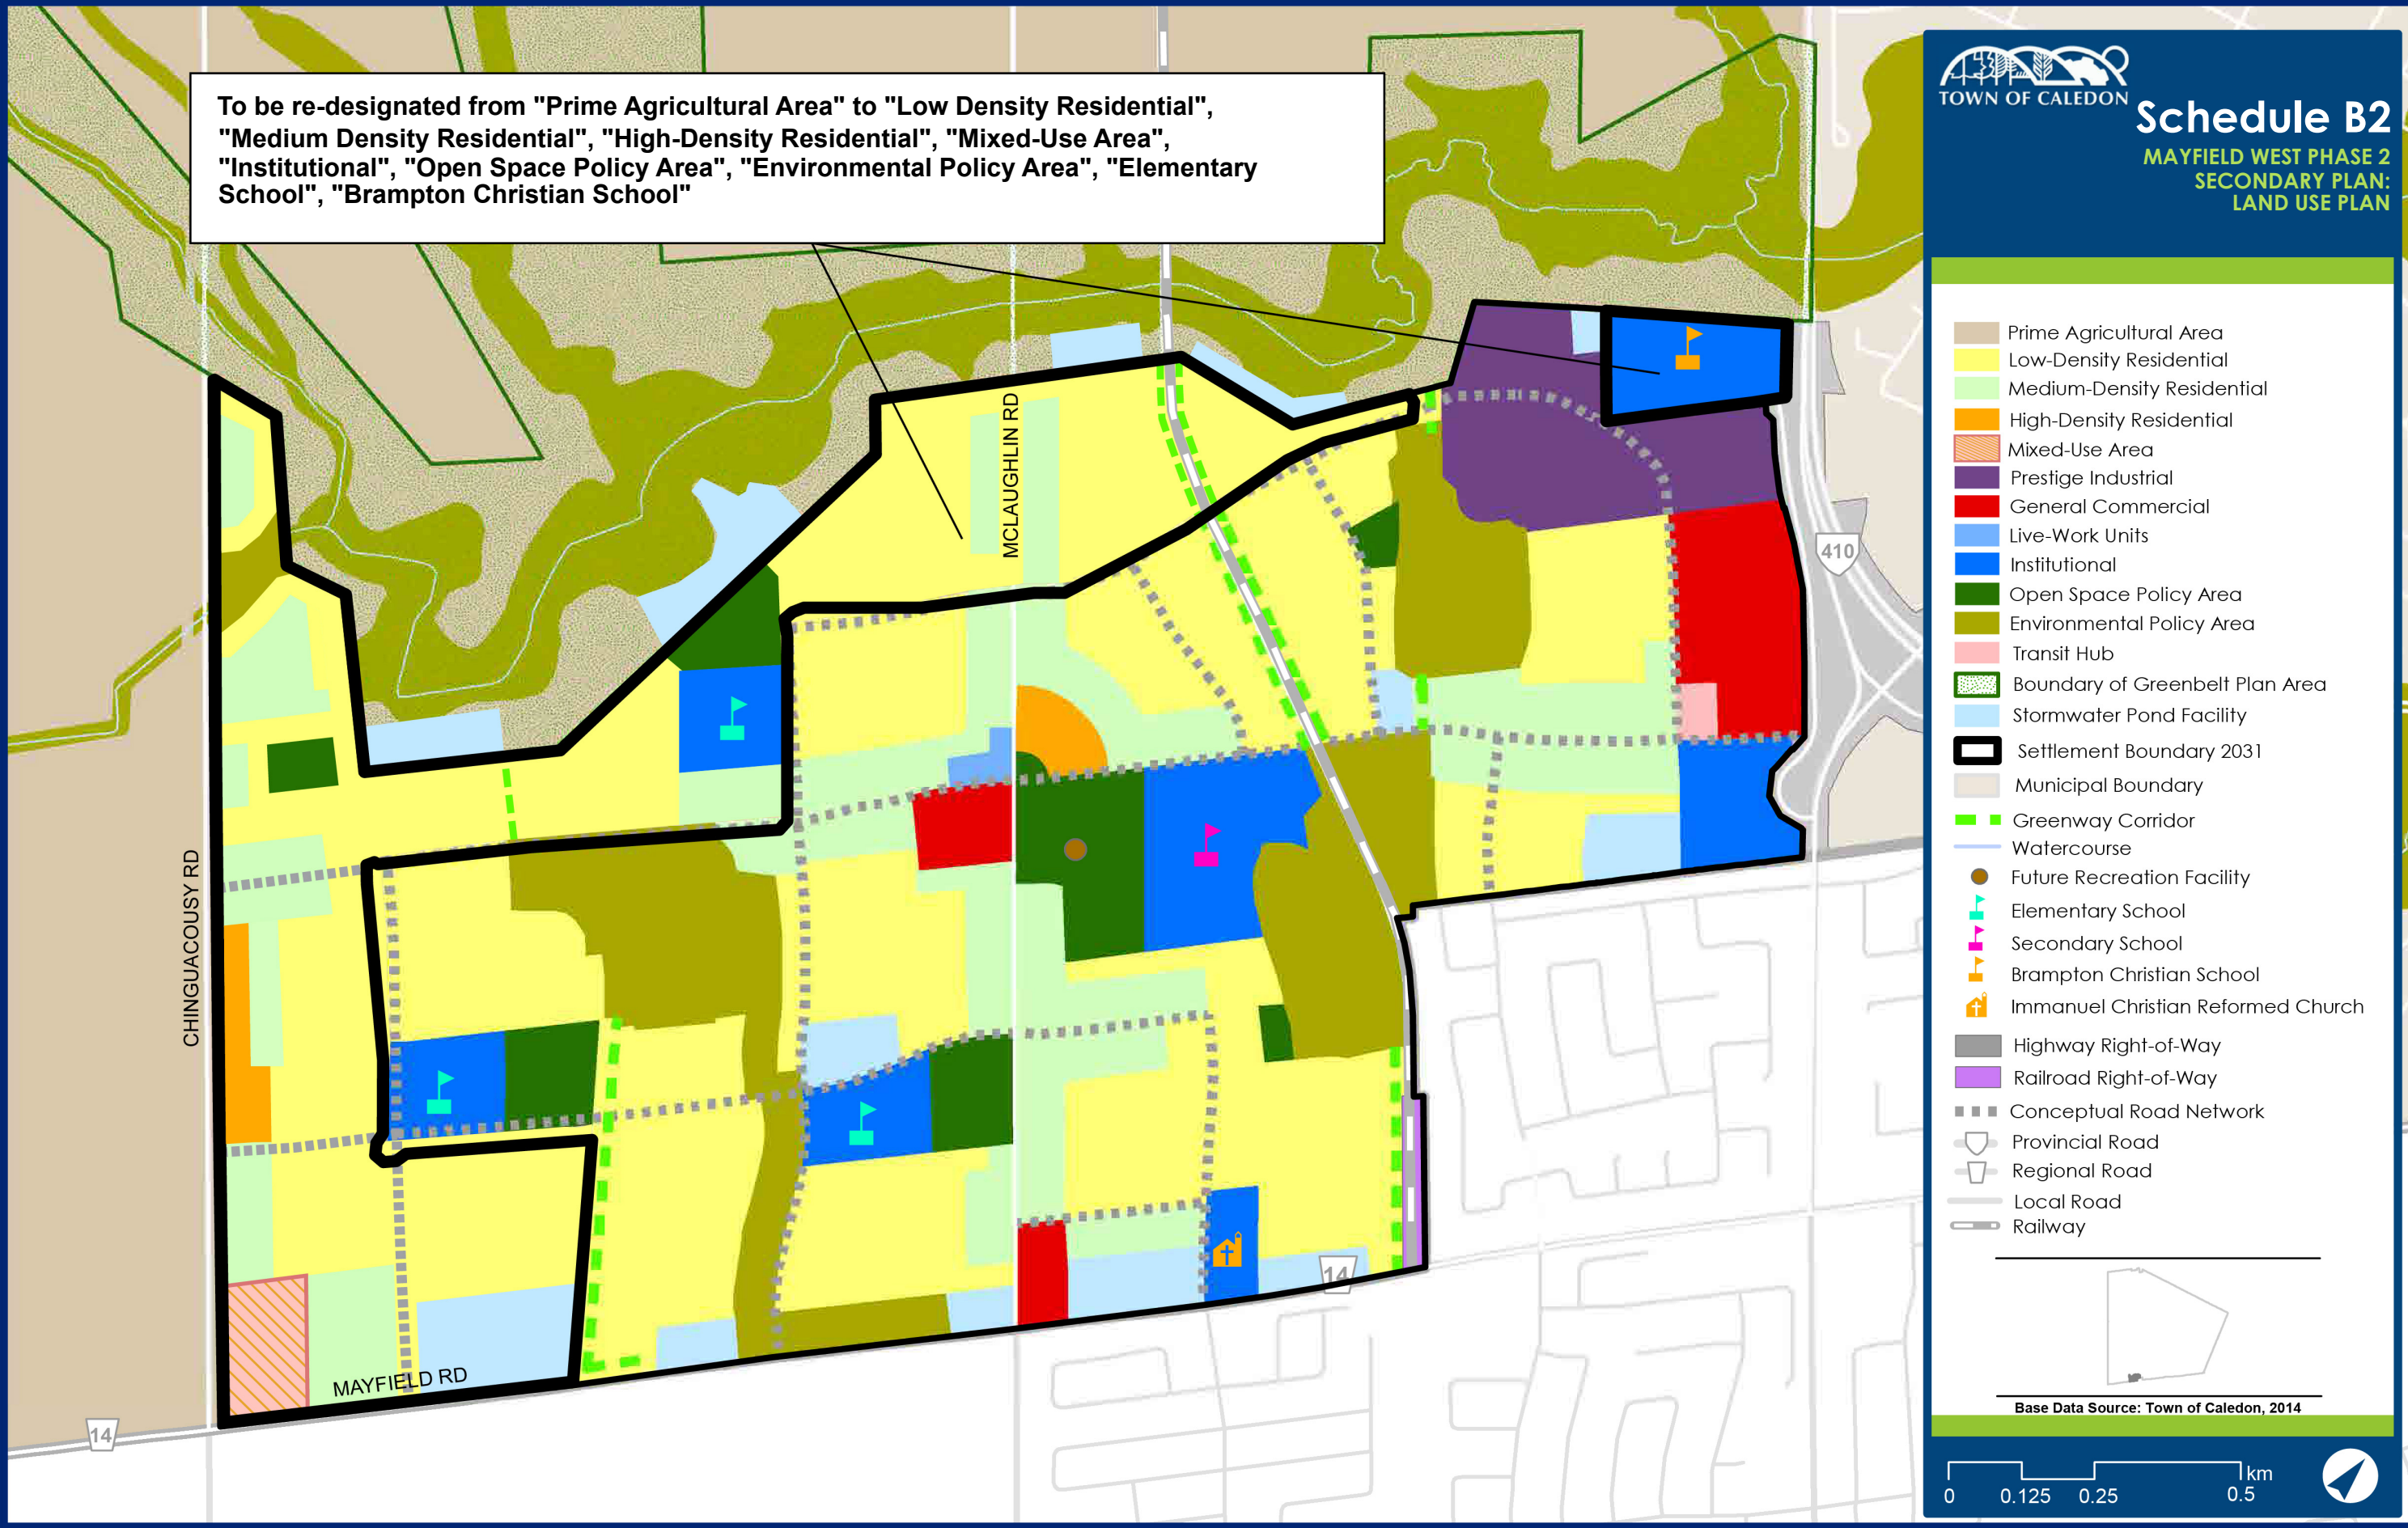 To be re-designated from "Prime Agricultural Area" to "Low Density Residential",
"Medium Density Residential", "High-Density Residential", "Mixed-Use Area",
"Institutional", "Open Space Policy Area", "Environmental Policy Area", "Elementary
School", "Brampton Christian School"
MCLAUGHLIN RD
CHINGUACOUSY RD
MAYFIELD RD
410
14
14
TOWN OF CALEDON
Schedule B2
MAYFIELD WEST PHASE 2
SECONDARY PLAN:
LAND USE PLAN
Prime Agricultural Area
Low-Density Residential
Medium-Density Residential
High-Density Residential
Mixed-Use Area
Prestige Industrial
General Commercial
Live-Work Units
Institutional
Open Space Policy Area
Environmental Policy Area
Transit Hub
Boundary of Greenbelt Plan Area
Stormwater Pond Facility
Settlement Boundary 2031
Municipal Boundary
Greenway Corridor
Watercourse
Future Recreation Facility
Elementary School
Secondary School
Brampton Christian School
Immanuel Christian Reformed Church
Highway Right-of-Way
Railroad Right-of-Way
Conceptual Road Network
Provincial Road
Regional Road
Local Road
Railway
Base Data Source: Town of Caledon, 2014
km
0 0.125 0.25 0.5